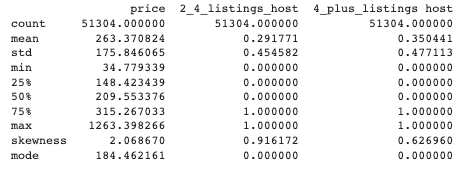 price 2_4_listings_host 4_plus_listings host
count 51304.000000 51304.000000 51304.000000
mean 263.370824 0.291771 0.350441
std 175.846065 0.454582 0.477113
min 34.779339 0.000000 0.000000
25% 148.423439 0.000000 0.000000
50% 209.553376 0.000000 0.000000
75% 315.267033 1.000000 1.000000
max 1263.398266 1.000000 1.000000
skewness 2.068670 0.916172 0.626960
mode 184.462161 0.000000 0.000000